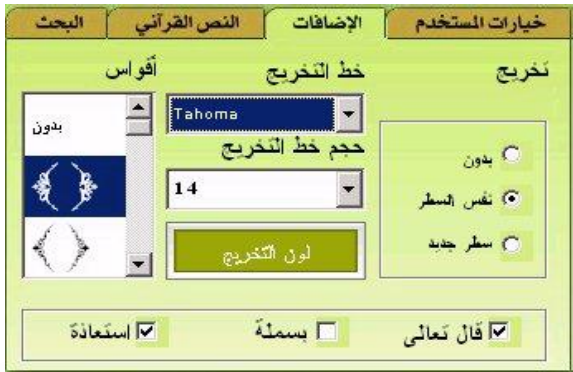 خيارات المستخدم
الإضافات
النص القرآني
البحث
تخريج
خط التخريج
أقواس
بدون
نفس السطر
سطر جديد
Tahoma
حجم خط التخريج
14
لون التخريج
بدون
قال تعالى
بسملة
استعاذة